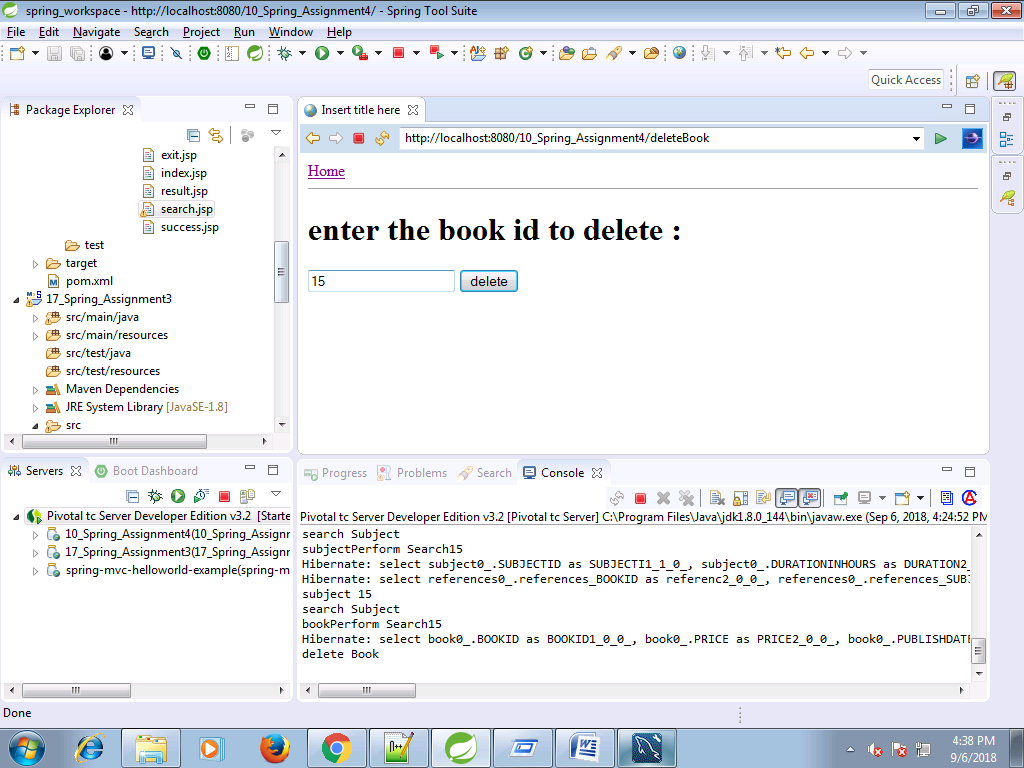 spring_workspace - http://localhost:8080/10_Spring_Assignment4/ - Spring Tool Suite
File Edit Navigate Search Project Run Window Help
Quick Access
Package Explorer
exit.jsp
index.jsp
result.jsp
search.jsp
success.jsp
test
target
pom.xml
17_Spring_Assignment3
src/main/java
src/main/resources
src/test/java
src/test/resources
Maven Dependencies
JRE System Library [JavaSE-1.8]
src
Insert title here
http://localhost:8080/10_Spring_Assignment4/deleteBook
Home
enter the book id to delete :
15 delete
Servers Boot Dashboard
Pivotal tc Server Developer Edition v3.2 [Starte
10_Spring_Assignment4(10_Spring_Assignn
17_Spring_Assignment3(17_Spring_Assignn
spring-mvc-helloworld-example(spring-m
Progress Problems Search Console
Pivotal tc Server Developer Edition v3.2 [Pivotal tc Server] C:\Program Files\Java\jdk1.8.0_144\bin\javaw.exe (Sep 6, 2018, 4:24:52 PM
search Subject
subjectPerform Search15
Hibernate: select subject0_.SUBJECTID as SUBJECTI1_1_0_, subject0_.DURATIONINHOURS as DURATION2_
Hibernate: select references0_.references_BOOKID as referenc2_0_0_, references0_.references_SUBJ
subject 15
search Subject
bookPerform Search15
Hibernate: select book0_.BOOKID as BOOKID1_0_0_, book0_.PRICE as PRICE2_0_0_, book0_.PUBLISHDATE
delete Book
Done
4:38 PM
9/6/2018